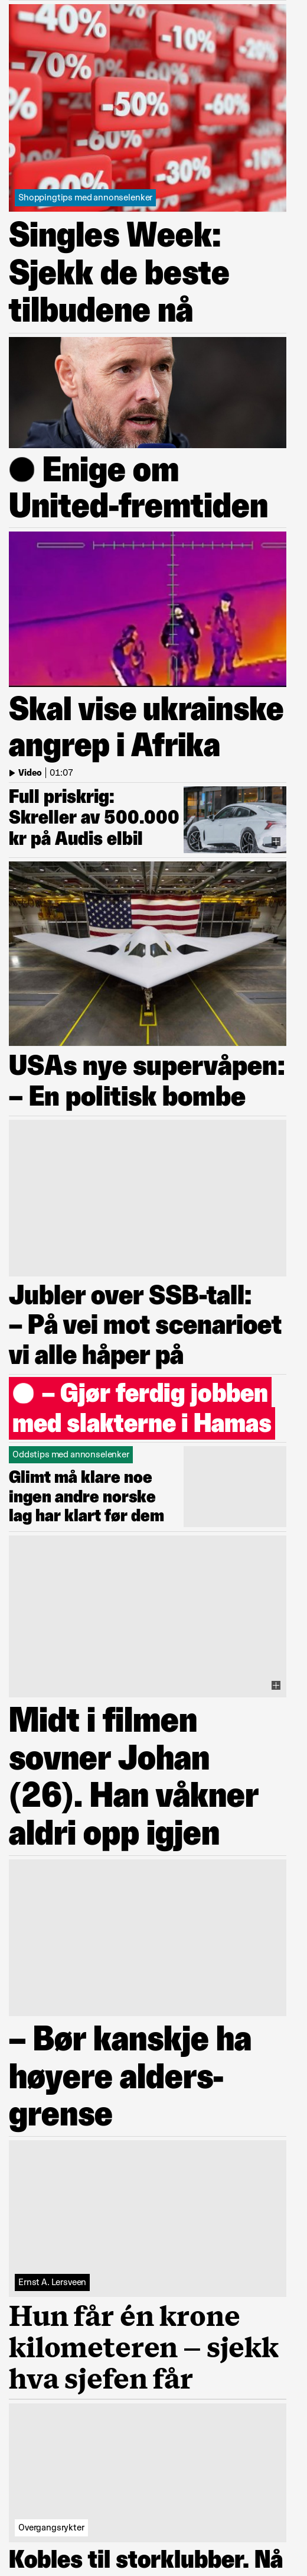 -40%
-10%
-20%
-70%
-50%
-60%
-60%
-30%
-10%
Shoppingtips med annonselenker
Singles Week:
Sjekk de beste
tilbudene nå
Enige om
United-fremtiden
Skal vise ukrainske
angrep i Afrika
Video | 01:07
Full priskrig:
Skreller av 500.000
kr på Audis elbil
USAs nye supervåpen:
– En politisk bombe
Jubler over SSB-tall:
– På vei mot scenarioet
vi alle håper på
– Gjør ferdig jobben
med slakterne i Hamas
Oddstips med annonselenker
Glimt må klare noe
ingen andre norske
lag har klart før dem
Midt i filmen
sovner Johan
(26). Han våkner
aldri opp igjen
– Bør kanskje ha
høyere alders-
grense
Ernst A. Lersveen
Hun får én krone
kilometeren – sjekk
hva sjefen får
Overgangsrykter
Kobles til storklubber. Nå